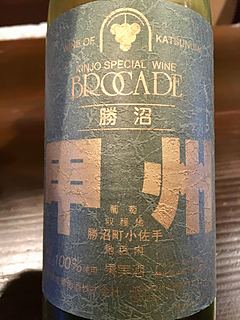 WINE OF KATSUNUMA
KINJO SPECIAL WINE
BROCADE
勝沼
甲州
葡萄
収穫地
勝沼町小佐手
地区内
100%使用 果実酒